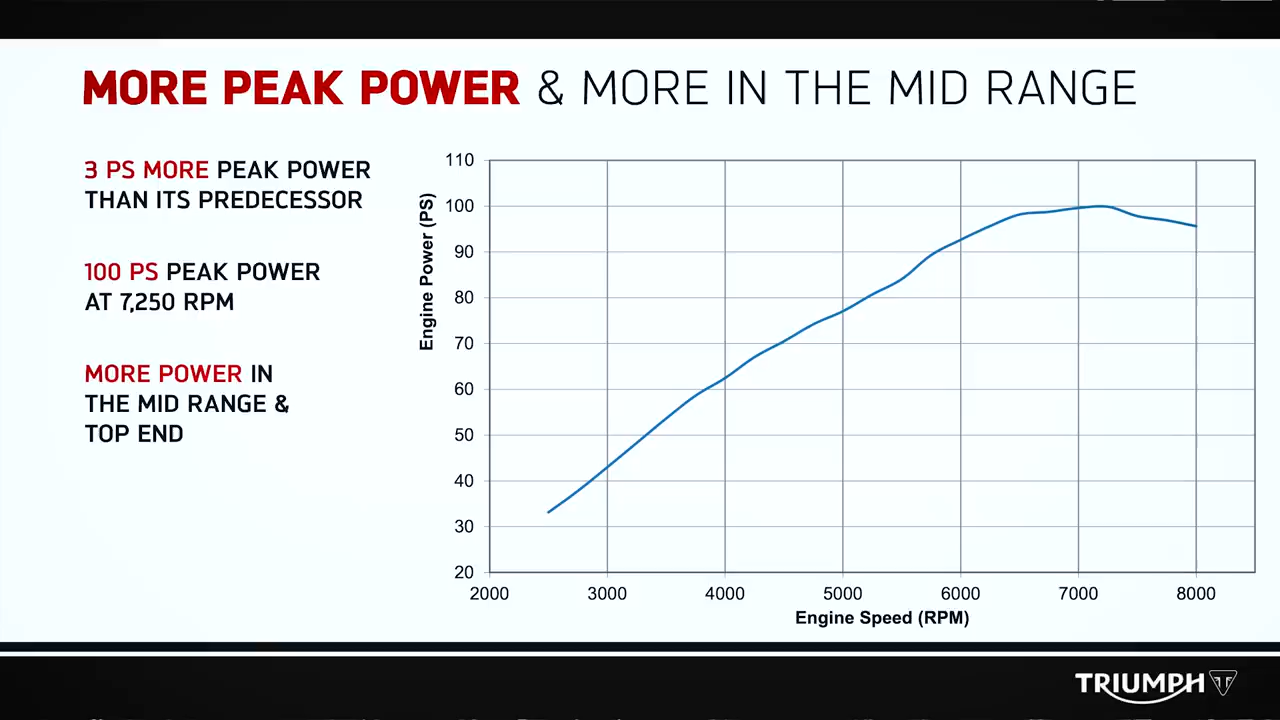 MORE PEAK POWER & MORE IN THE MID RANGE
3 PS MORE PEAK POWER
THAN ITS PREDECESSOR
100 PS PEAK POWER
AT 7,250 RPM
MORE POWER IN
THE MID RANGE &
TOP END
Engine Power (PS)
110
100
90
80
70
60
50
40
30
20
2000 3000 4000 5000 6000 7000 8000
Engine Speed (RPM)
TRIUMPH